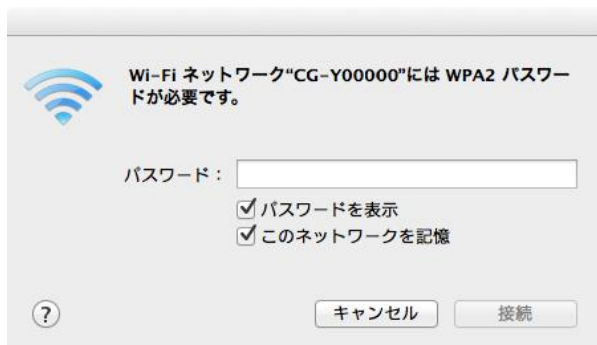 Wi-Fi ネットワーク“CG-Y00000”には WPA2 パスワー
ドが必要です。
パスワード：
パスワードを表示
このネットワークを記憶
?
キャンセル
接続